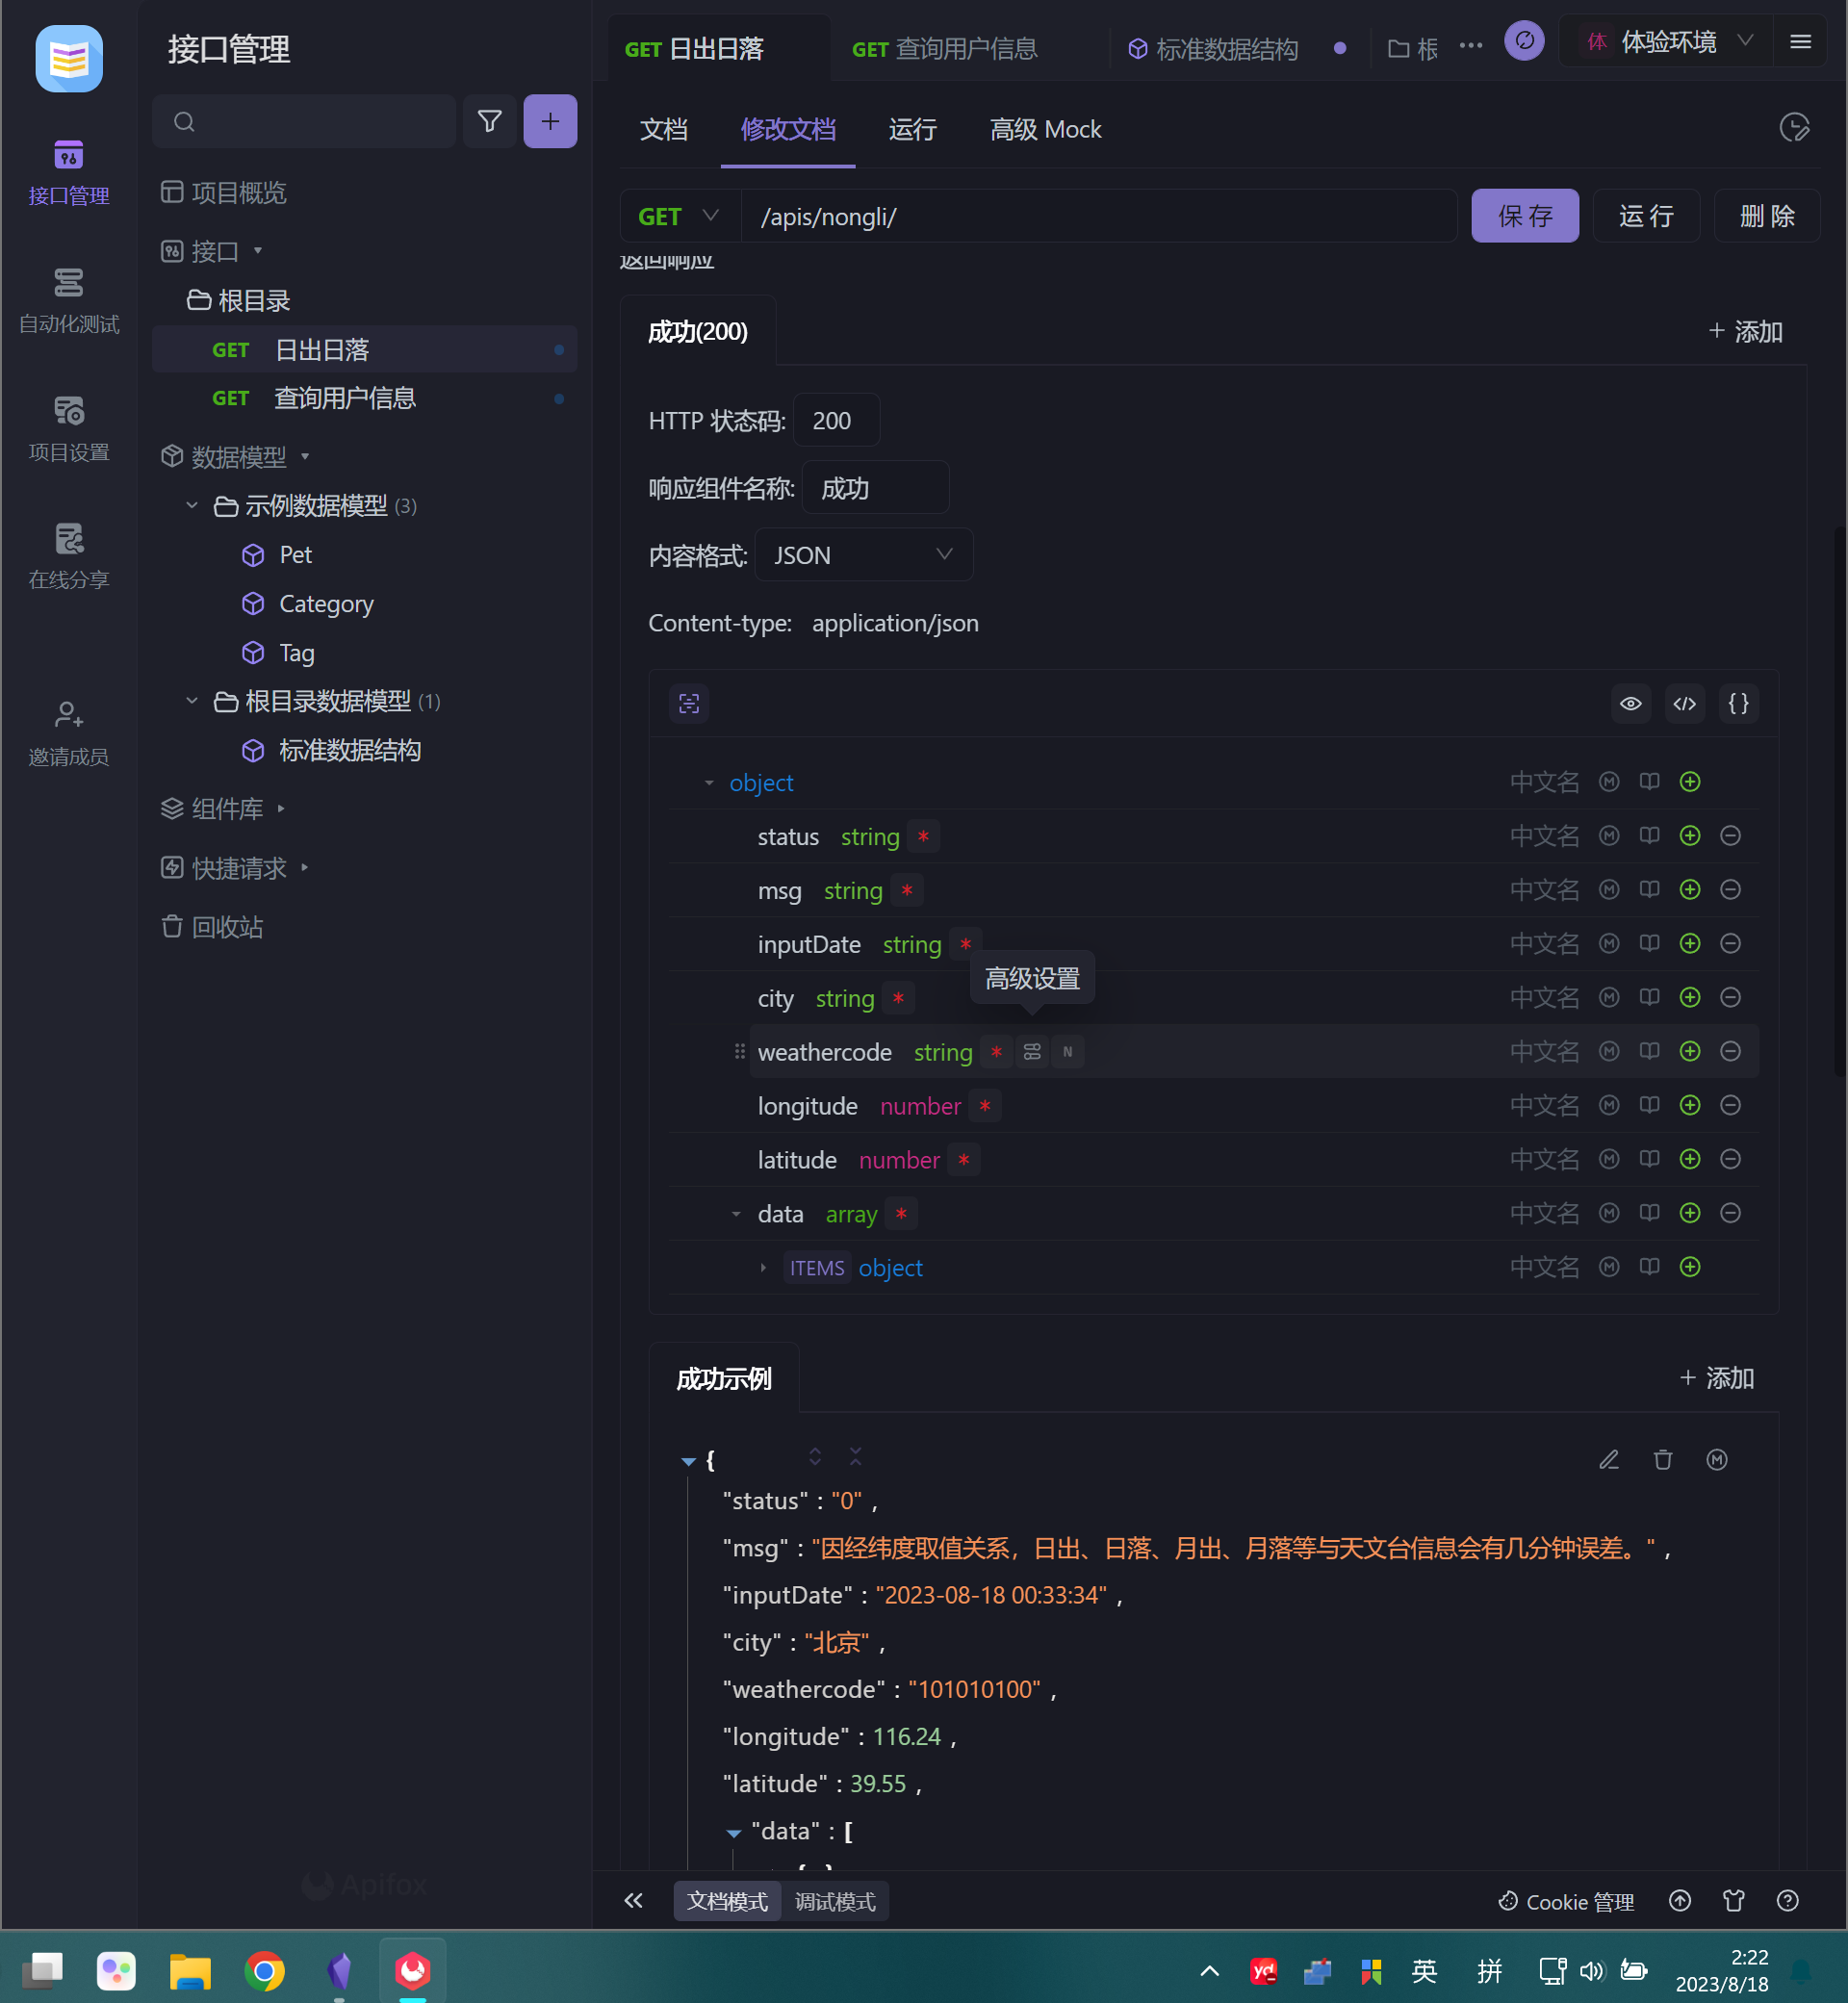 接口管理
自动化测试
项目设置
在线分享
邀请成员
接口管理
项目概览
接口
根目录
GET 日出日落
GET 查询用户信息
数据模型
示例数据模型 (3)
Pet
Category
Tag
根目录数据模型 (1)
标准数据结构
组件库
快捷请求
回收站
Apifox
GET 日出日落 GET 查询用户信息 标准数据结构 根 ··· 体 体验环境
文档 修改文档 运行 高级 Mock
GET /apis/nongli/ 保 存 运 行 删 除
返回响应
成功(200) + 添加
HTTP 状态码: 200
响应组件名称: 成功
内容格式: JSON
Content-type: application/json
object 中文名
status string * 中文名
msg string * 中文名
inputDate string * 中文名
高级设置
city string * 中文名
weathercode string * N 中文名
longitude number * 中文名
latitude number * 中文名
data array * 中文名
ITEMS object 中文名
成功示例 + 添加
{
"status" : "0" ,
"msg" : "因经纬度取值关系，日出、日落、月出、月落等与天文台信息会有几分钟误差。" ,
"inputDate" : "2023-08-18 00:33:34" ,
"city" : "北京" ,
"weathercode" : "101010100" ,
"longitude" : 116.24 ,
"latitude" : 39.55 ,
"data" : [
文档模式 调试模式 Cookie 管理
yd 英 拼 2:22
2023/8/18